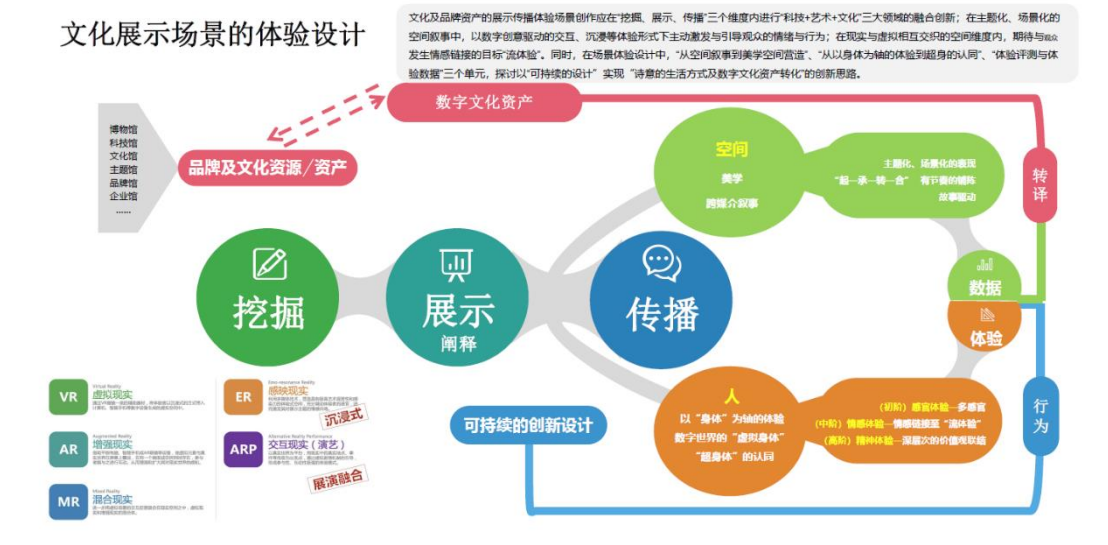 文化展示场景的体验设计
文化及品牌资产的展示传播体验场景创作应在“挖掘、展示、传播”三个维度内进行“科技+艺术+文化”三大领域的融合创新；在主题化、场景化的
空间叙事中，以数字创意驱动的交互、沉浸等体验形式下主动激发与引导观众的情绪与行为；在现实与虚拟相互交织的空间维度内，期待与观众
发生情感链接的目标“流体验”。同时，在场景体验设计中，“从空间叙事到美学空间营造”、“从以身体为轴的体验到超身的认同”、“体验评测与体
验数据”三个单元，探讨以“可持续的设计”实现“诗意的生活方式及数字文化资产转化”的创新思路。
数字文化资产
博物馆
科技馆
文化馆
主题馆
品牌馆
企业馆
......
品牌及文化资源/资产
空间
美学
跨媒介叙事
主题化、场景化的表现
“起—承—转—合” 有节奏的铺陈
故事驱动
转译
挖掘
展示
阐释
传播
数据
体验
人
以“身体”为轴的体验
数字世界的“虚拟身体”
“超身体”的认同
（初阶）感官体验—多感官
（中阶）情感体验—情感链接至“流体验”
（高阶）精神体验—深层次的价值观联结
行为
可持续的创新设计
VR
Virtual Reality
虚拟现实
AR
Augmented Reality
增强现实
MR
Mixed Reality
混合现实
ER
感映现实
沉浸式
ARP
交互现实（演艺）
展演融合